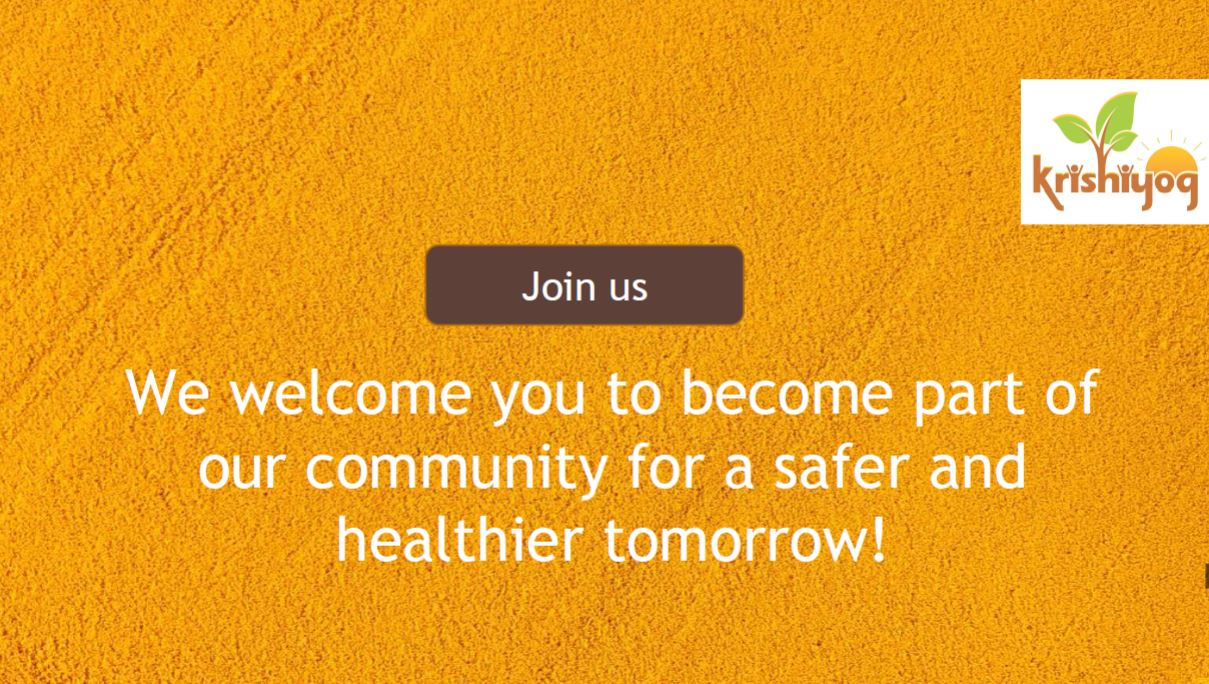 krishiyog
Join us
We welcome you to become part of
our community for a safer and
healthier tomorrow!